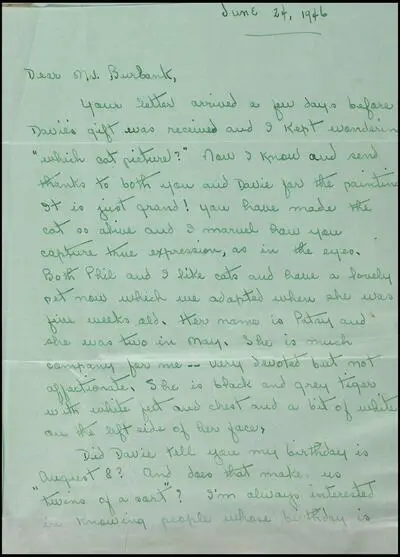 June 24, 1946
Dear M.J. Burbank,
Your letter arrived a few days before
Davie's gift was received and I kept wonderin
"which cat picture?" Now I know and send
thanks to both you and Davie for the paintin
It is just grand! You have made the
cat so alive and I marvel how you
capture true expression, as in the eyes.
Both Phil and I like cats and have a lovely
pet now which we adopted when she was
five weeks old. Her name is Patsy and
she was two in May. She is much
company for me -- very devoted but not
affectionate. She is black and grey tiger
with white feet and chest and a bit of white
on the left side of her face.
Did Davie tell you my birthday is
August 8? And does that make us
"twins of a sort"? I'm always interested
in knowing people whose birthday is